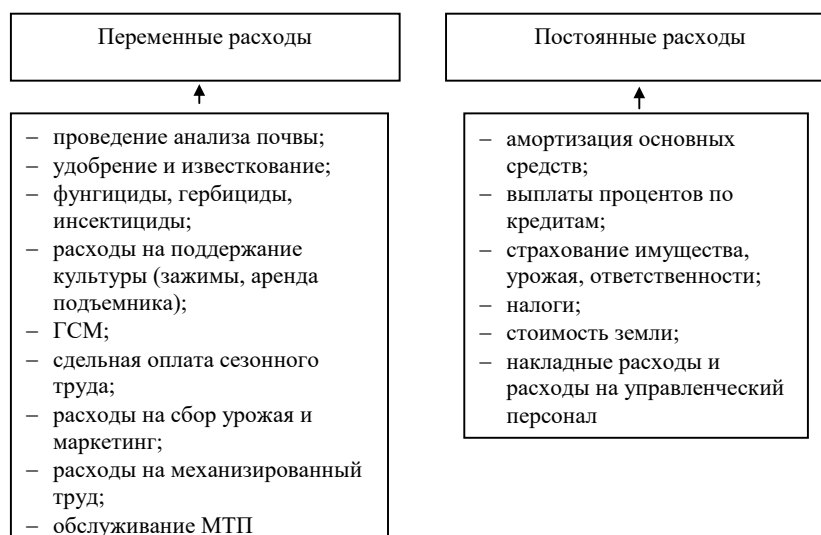 Переменные расходы
– проведение анализа почвы;
– удобрение и известкование;
– фунгициды, гербициды,
инсектициды;
– расходы на поддержание
культуры (зажимы, аренда
подъемника);
– ГСМ;
– сдельная оплата сезонного
труда;
– расходы на сбор урожая и
маркетинг;
– расходы на механизированный
труд;
– обслуживание МТП
Постоянные расходы
– амортизация основных
средств;
– выплаты процентов по
кредитам;
– страхование имущества,
урожая, ответственности;
– налоги;
– стоимость земли;
– накладные расходы и
расходы на управленческий
персонал